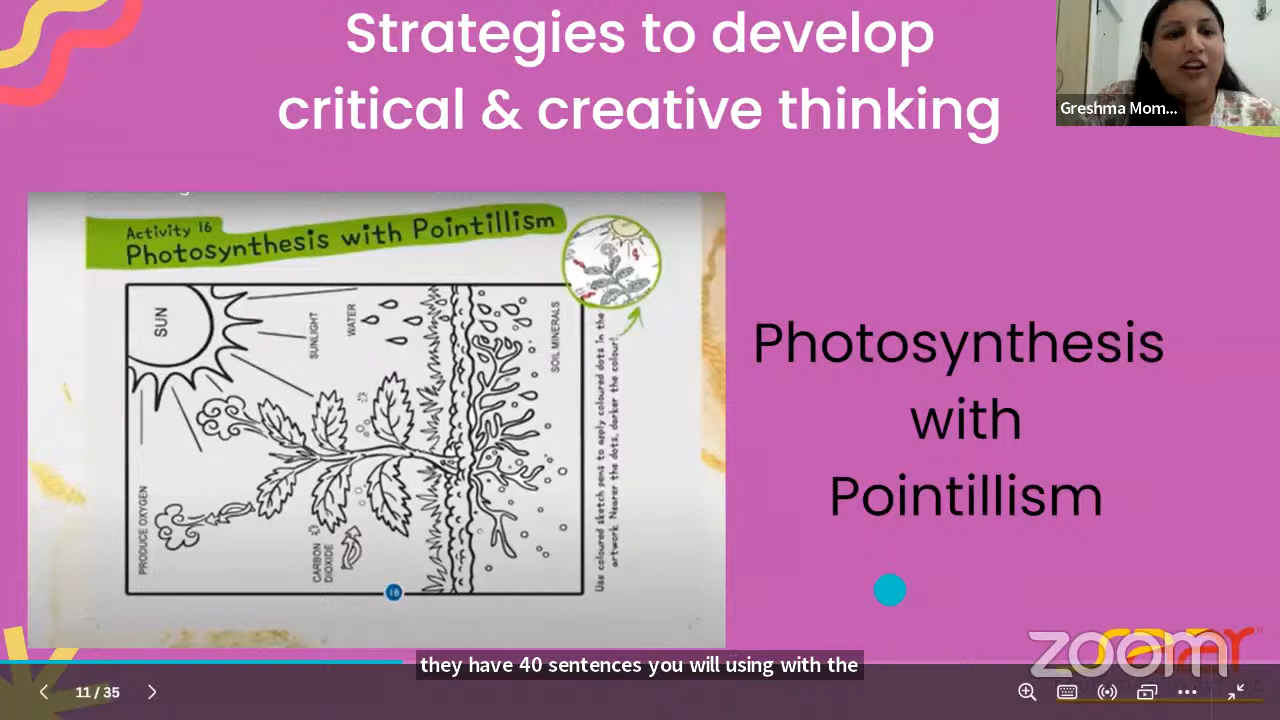 Strategies to develop
critical & creative thinking
Greshma Mom...
Activity 16
Photosynthesis with Pointillism
SUN
SUNLIGHT
WATER
SOIL MINERALS
PRODUCE OXYGEN
CARBON
DIOXIDE
Use coloured sketch pens to apply coloured dots in the
artwork. Nearer the dots, darker the colour!
Photosynthesis
with
Pointillism
zoom
they have 40 sentences you will using with the
11 / 35